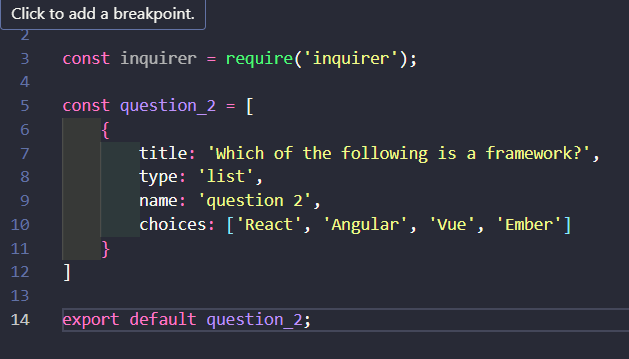 Click to add a breakpoint.
2
3 const inquirer = require('inquirer');
4
5 const question_2 = [
6 {
7 title: 'Which of the following is a framework?',
8 type: 'list',
9 name: 'question 2',
10 choices: ['React', 'Angular', 'Vue', 'Ember']
11 }
12 ]
13
14 export default question_2;